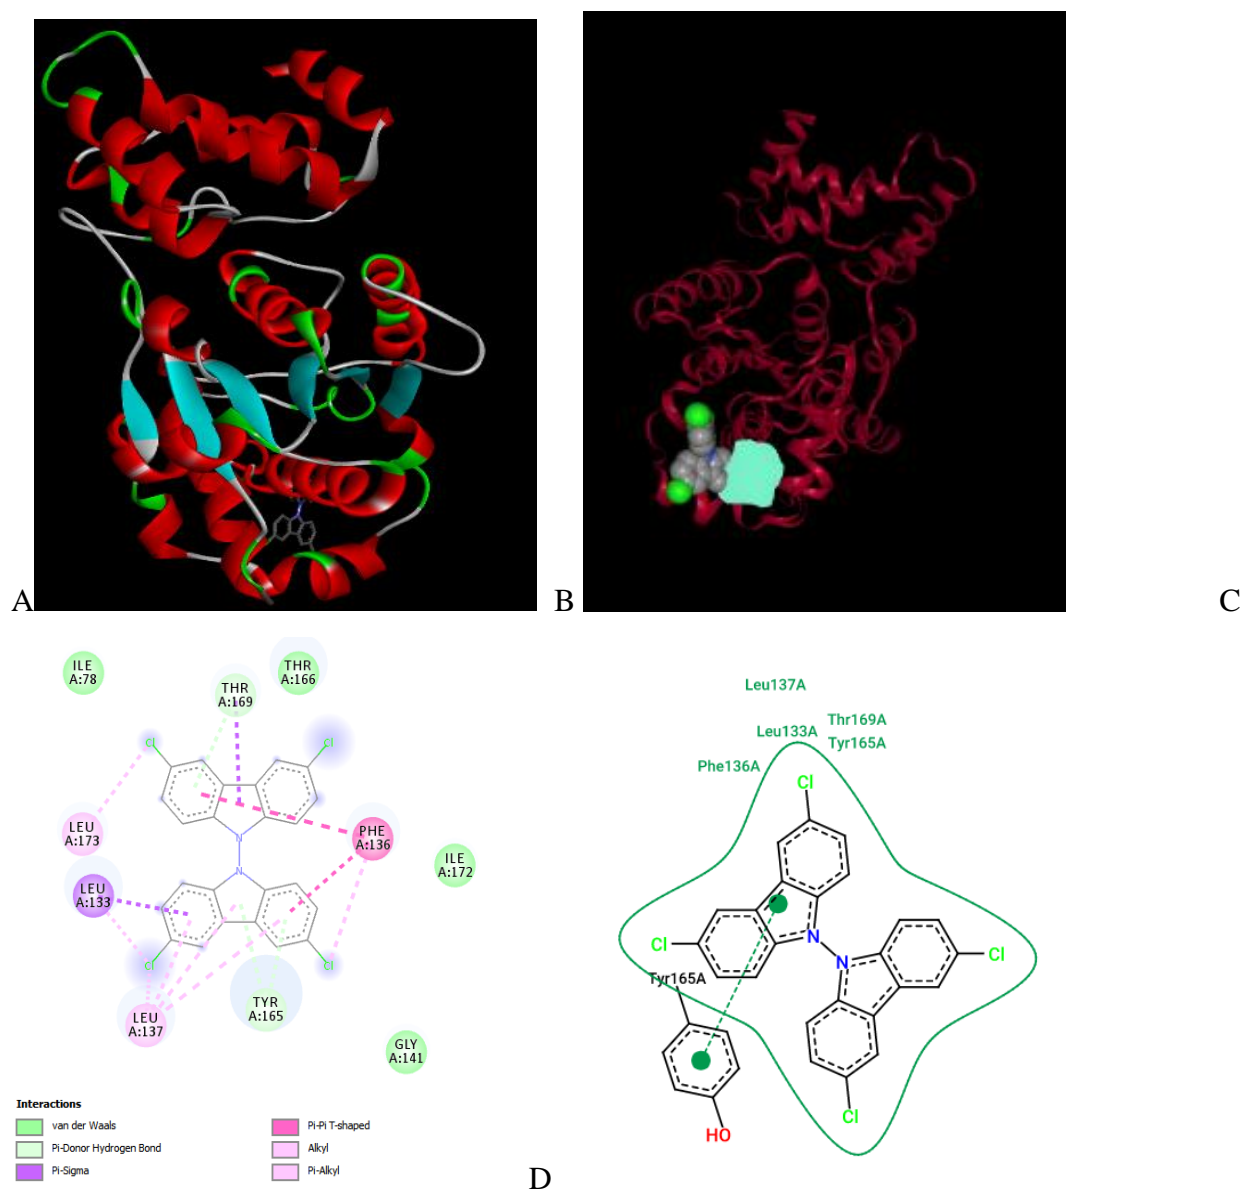 A
B
C
ILE
A:78
THR
A:169
THR
A:166
Cl
Cl
LEU
A:173
PHE
A:136
N
N
ILE
A:172
LEU
A:133
Cl
Cl
LEU
A:137
TYR
A:165
GLY
A:141
Interactions
van der Waals
Pi-Donor Hydrogen Bond
Pi-Sigma
Pi-Pi T-shaped
Alkyl
Pi-Alkyl
D
Leu137A
Thr169A
Leu133A
Tyr165A
Phe136A
Cl
Cl
N
N
Cl
Tyr165A
Cl
HO